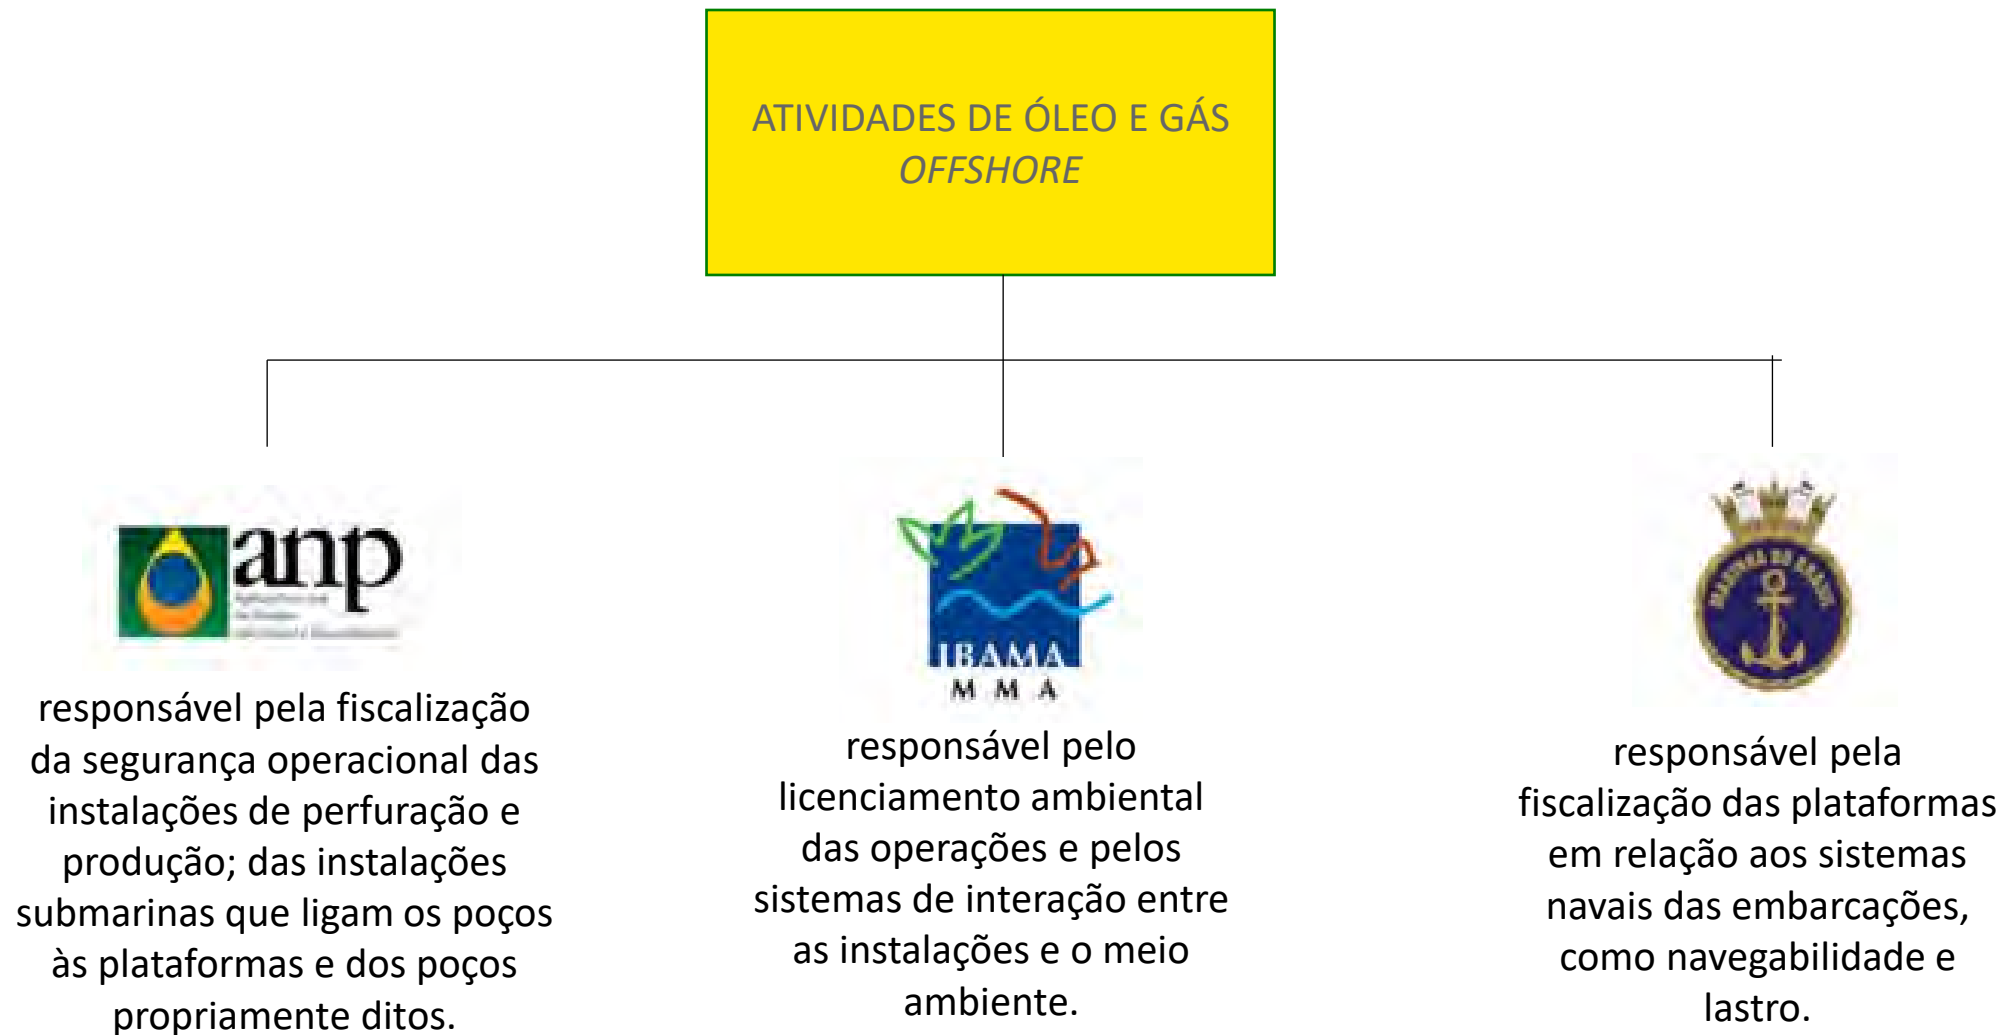 ATIVIDADES DE ÓLEO E GÁS
OFFSHORE
anp
responsável pela fiscalização
da segurança operacional das
instalações de perfuração e
produção; das instalações
submarinas que ligam os poços
às plataformas e dos poços
propriamente ditos.
IBAMA
M M A
responsável pelo
licenciamento ambiental
das operações e pelos
sistemas de interação entre
as instalações e o meio
ambiente.
MARINHA DO BRASIL
responsável pela
fiscalização das plataformas
em relação aos sistemas
navais das embarcações,
como navegabilidade e
lastro.